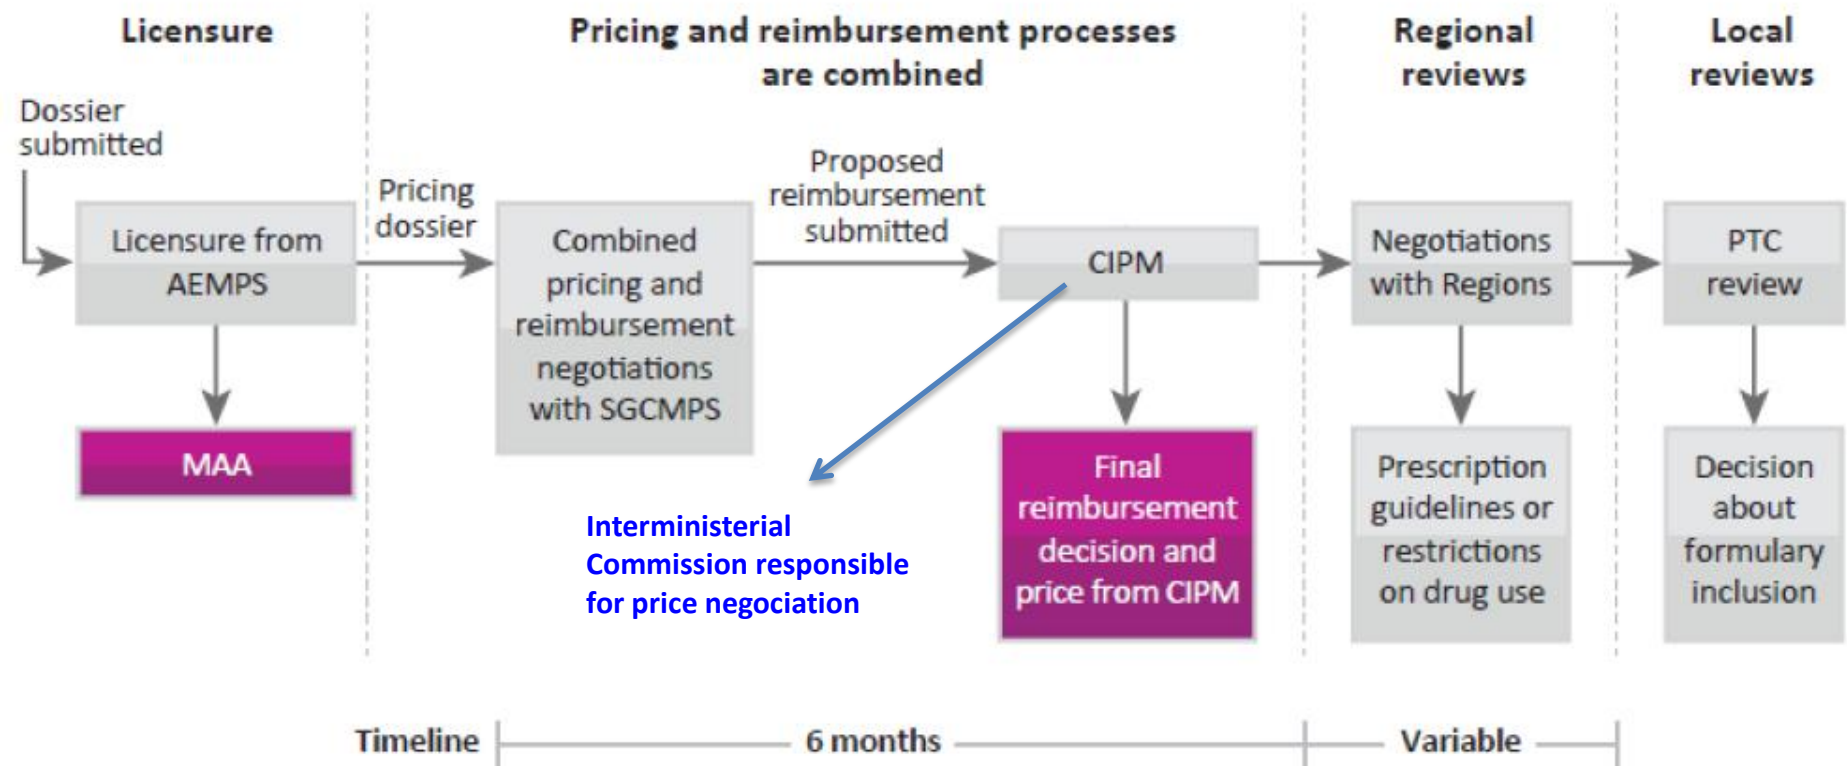 Licensure
Pricing and reimbursement processes
are combined
Regional
reviews
Local
reviews
Dossier
submitted
Licensure from
AEMPS
MAA
Pricing
dossier
Combined
pricing and
reimbursement
negotiations
with SGCMPS
Proposed
reimbursement
submitted
CIPM
Interministerial
Commission responsible
for price negociation
Final
reimbursement
decision and
price from CIPM
Negotiations
with Regions
Prescription
guidelines or
restrictions
on drug use
PTC
review
Decision
about
formulary
inclusion
Timeline
6 months
Variable